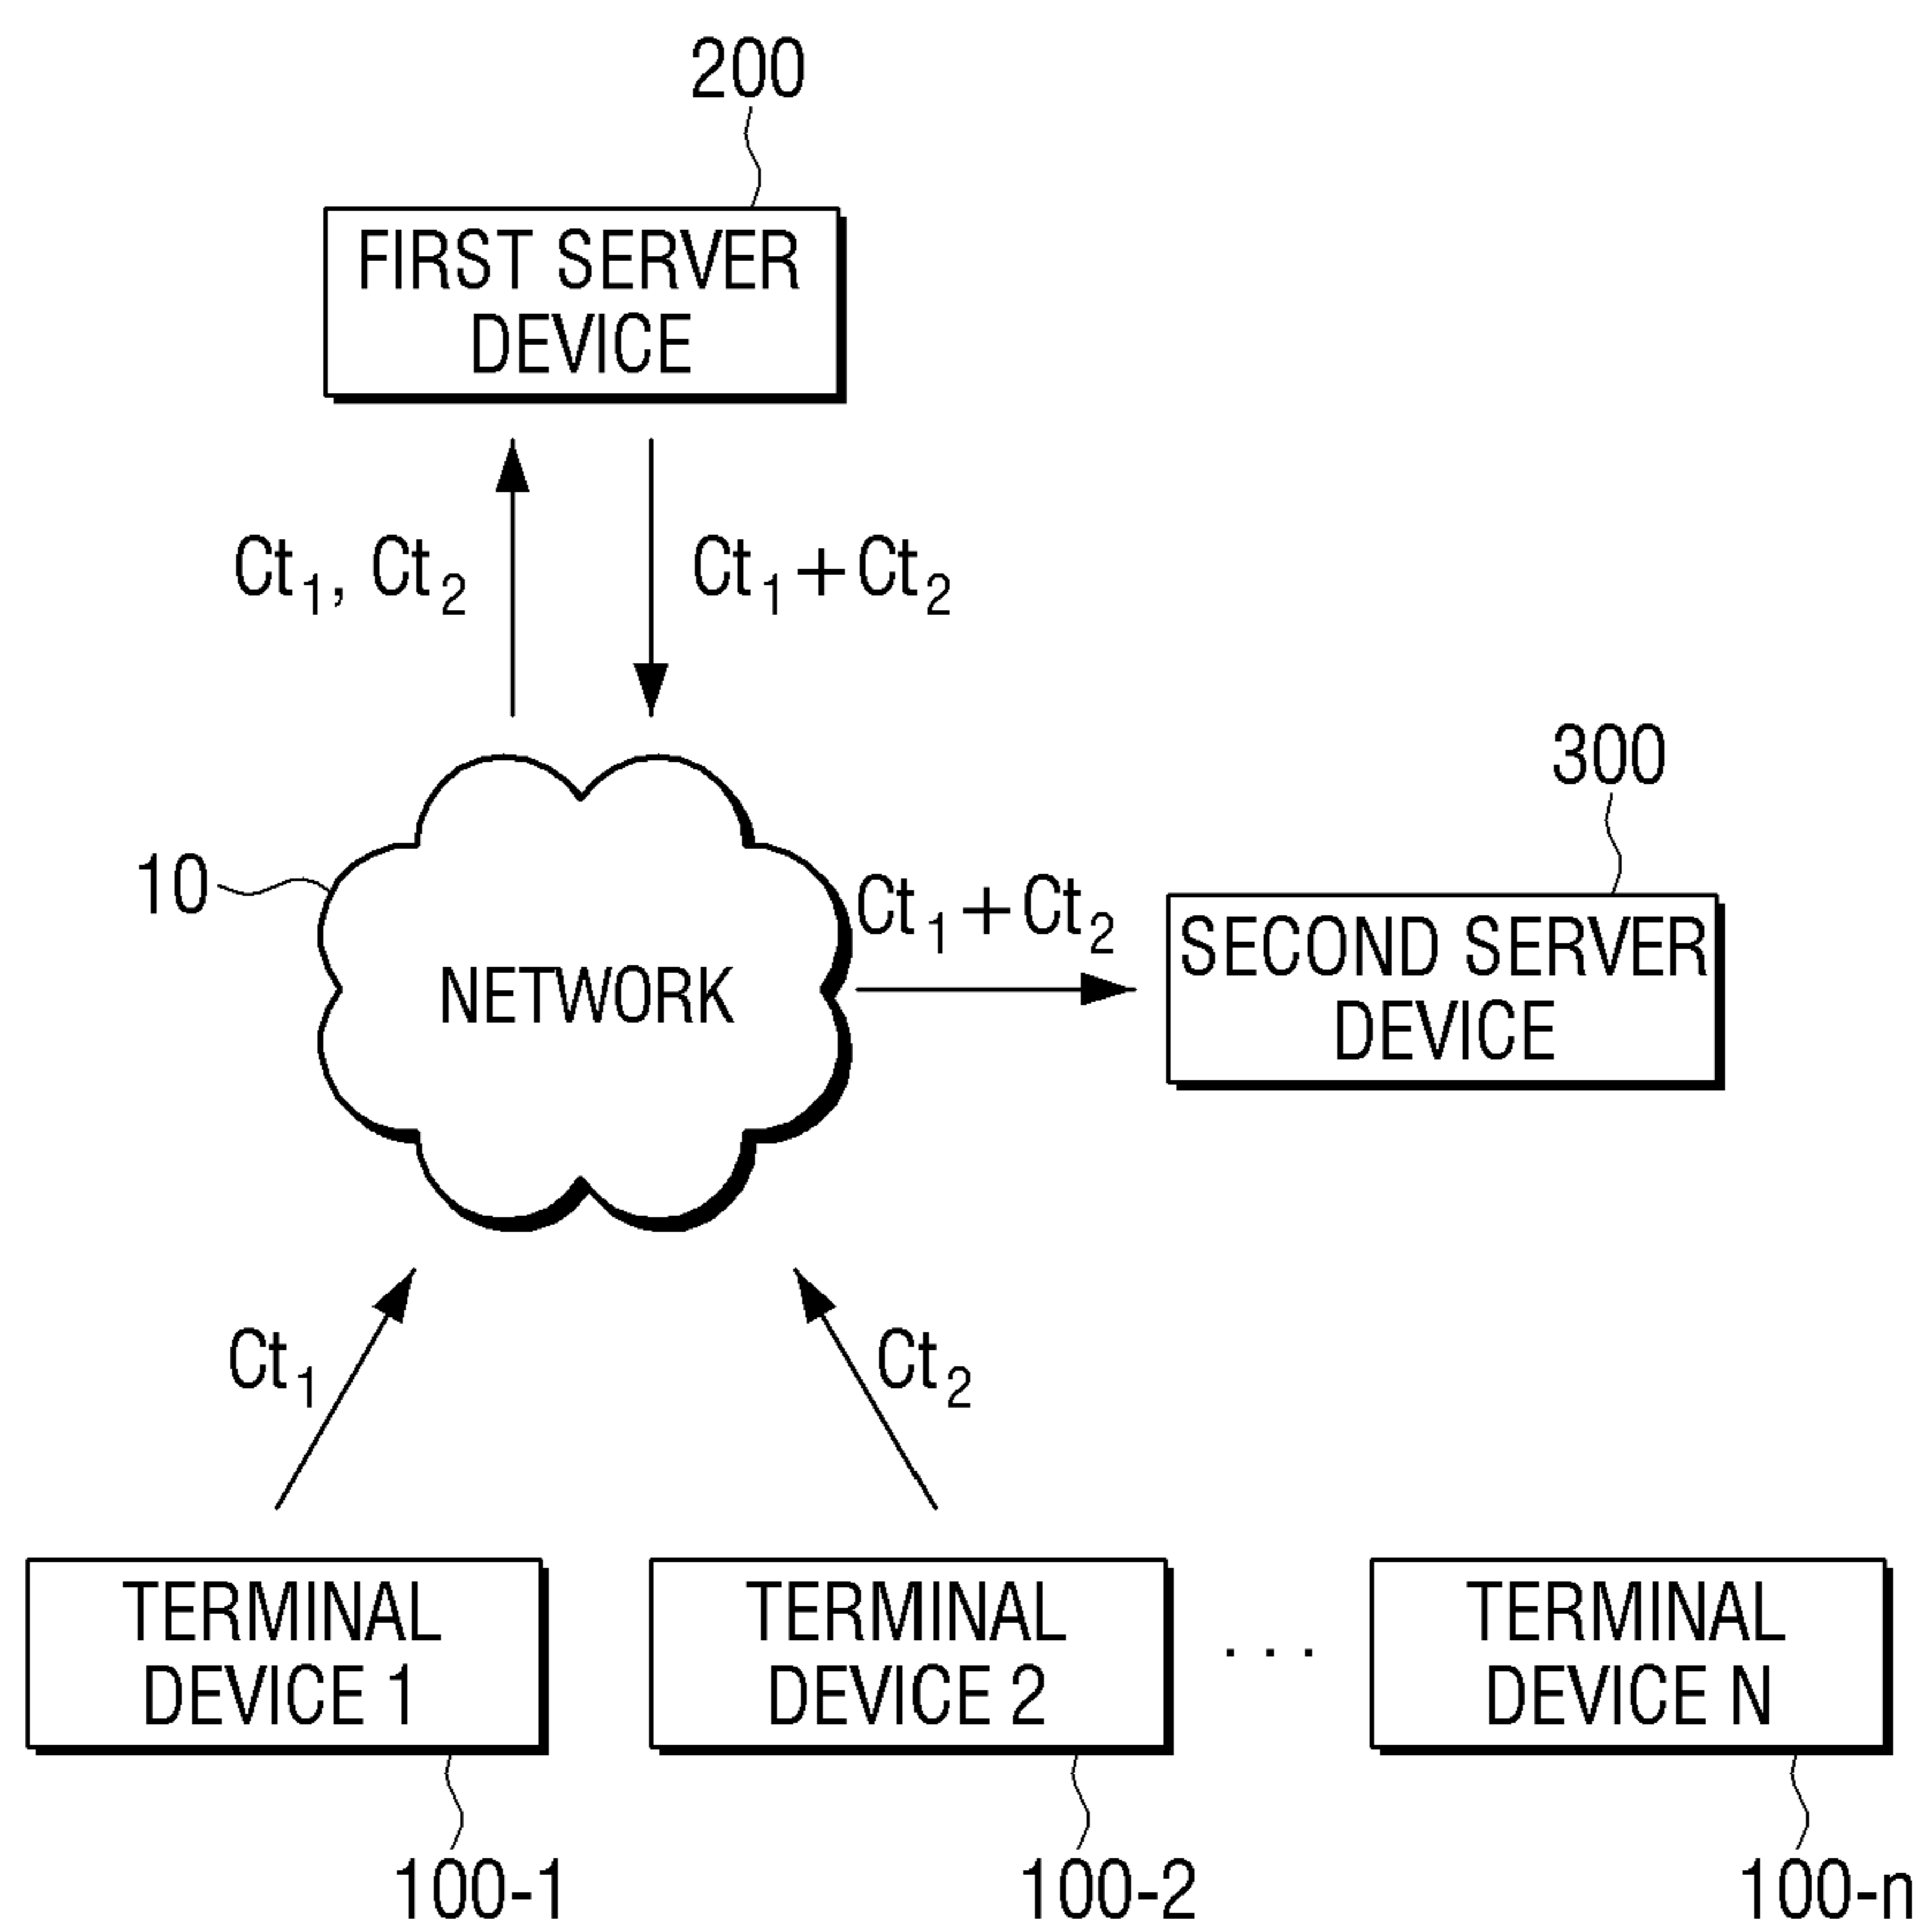 200
FIRST SERVER
DEVICE
Ct₁, Ct₂
Ct₁+Ct₂
300
10
Ct₁+Ct₂
SECOND SERVER
DEVICE
NETWORK
Ct₁
Ct₂
TERMINAL
DEVICE 1
TERMINAL
DEVICE 2
. . .
TERMINAL
DEVICE N
100-1
100-2
100-n